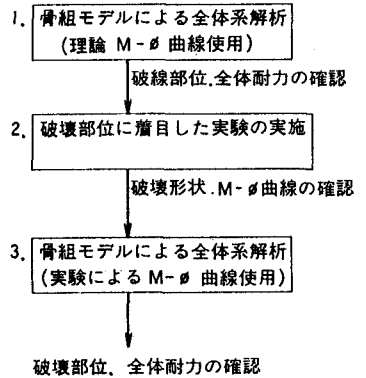 1. 骨組モデルによる全体系解析
(理論 M-ø 曲線使用)
破線部位.全体耐力の確認
2. 破壊部位に着目した実験の実施
破壊形状.M-ø曲線の確認
3. 骨組モデルによる全体系解析
(実験による M-ø 曲線使用)
破壊部位、全体耐力の確認